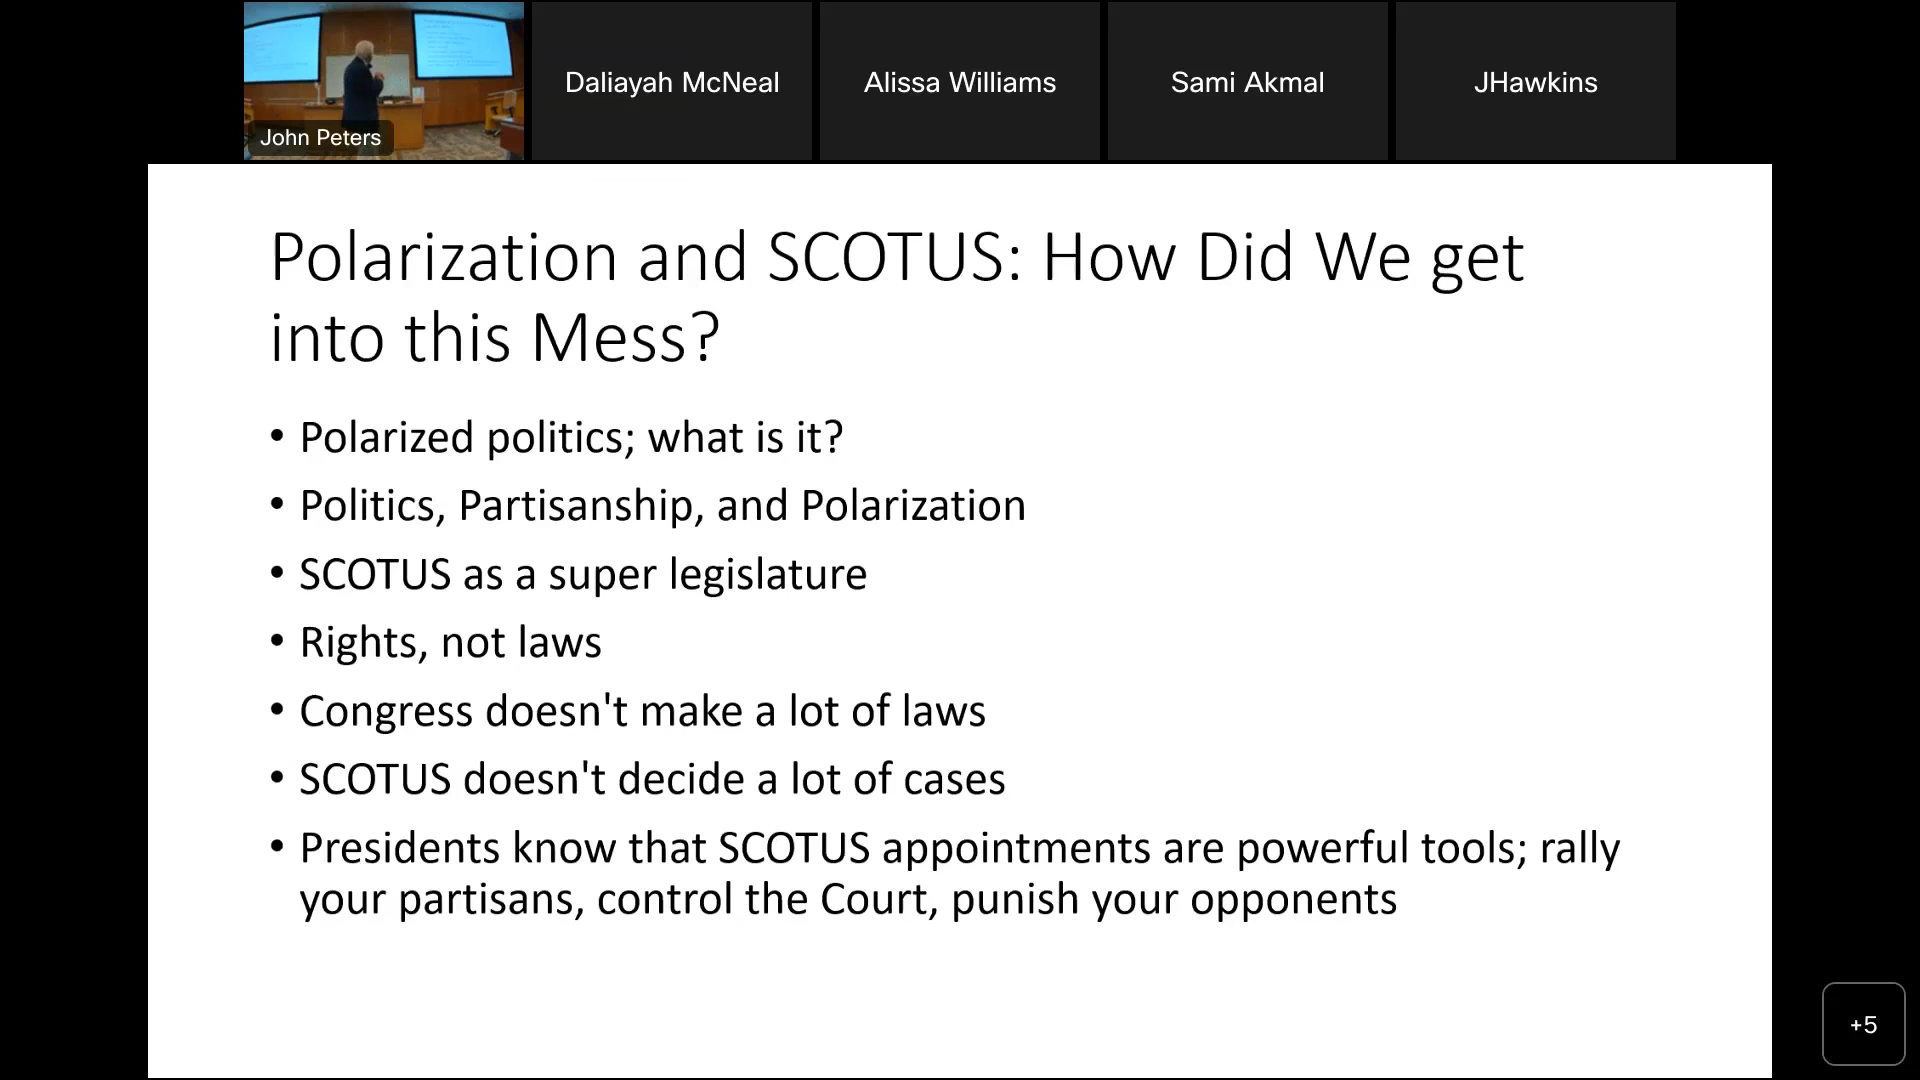 John Peters
Daliayah McNeal
Alissa Williams
Sami Akmal
JHawkins
Polarization and SCOTUS: How Did We get
into this Mess?
• Polarized politics; what is it?
• Politics, Partisanship, and Polarization
• SCOTUS as a super legislature
• Rights, not laws
• Congress doesn't make a lot of laws
• SCOTUS doesn't decide a lot of cases
• Presidents know that SCOTUS appointments are powerful tools; rally
your partisans, control the Court, punish your opponents
+5